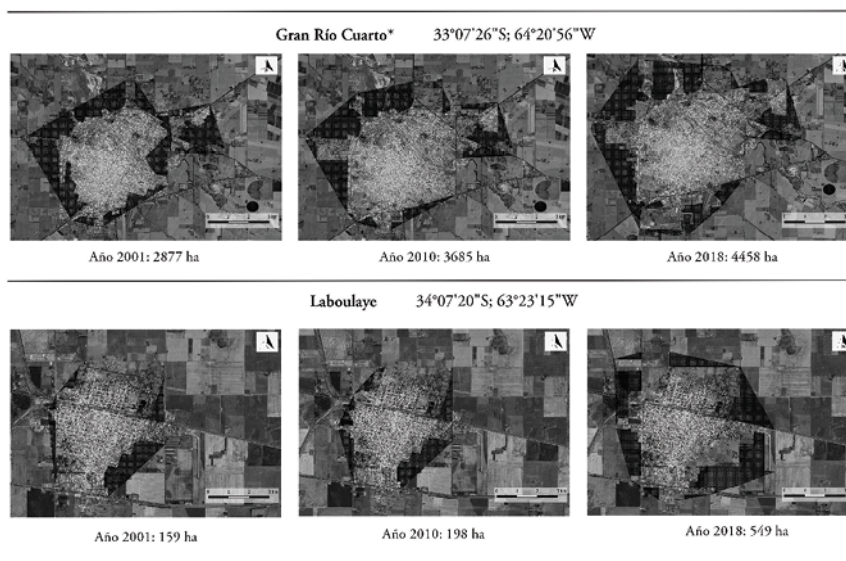 Gran Río Cuarto* 33°07'26"S; 64°20'56"W
Año 2001: 2877 ha
Año 2010: 3685 ha
Año 2018: 4458 ha
Laboulaye 34°07'20"S; 63°23'15"W
Año 2001: 159 ha
Año 2010: 198 ha
Año 2018: 549 ha